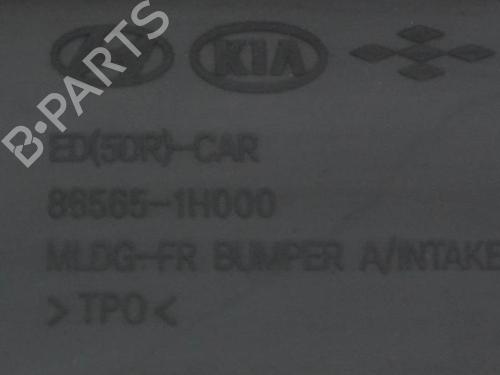 B-PARTS
KIA
ED(5DR)-CAR
86565-1H000
MLDG-FR BUMPER A/INTAKE
>TPO<